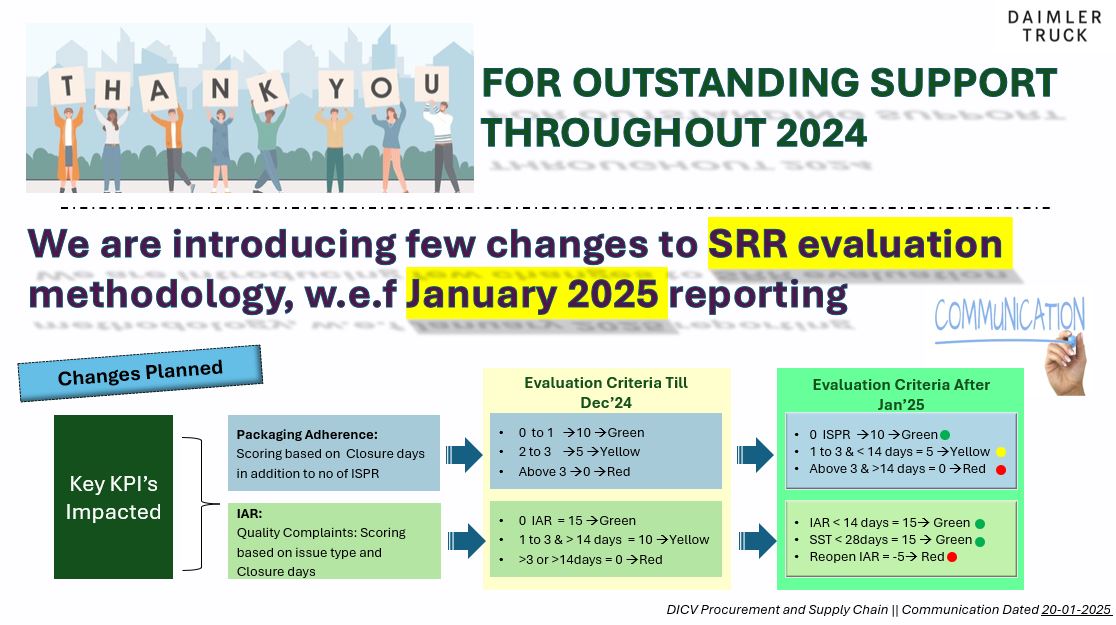 DAIMLER
TRUCK
THANK YOU
FOR OUTSTANDING SUPPORT
THROUGHOUT 2024
We are introducing few changes to SRR evaluation
methodology, w.e.f January 2025 reporting
COMMUNICATION
Changes Planned
Key KPI's
Impacted
Packaging Adherence:
Scoring based on Closure days
in addition to no of ISPR
IAR:
Quality Complaints: Scoring
based on issue type and
Closure days
Evaluation Criteria Till
Dec'24
• 0 to 1 →10 →Green
• 2 to 3 →5 →Yellow
• Above 3 →0 →Red
• 0 IAR = 15 →Green
• 1 to 3 & > 14 days = 10 →Yellow
• >3 or >14days = 0 →Red
Evaluation Criteria After
Jan'25
• 0 ISPR →10 →Green
• 1 to 3 & < 14 days = 5 →Yellow
• Above 3 & >14 days = 0 →Red
• IAR < 14 days = 15→ Green
• SST < 28days = 15 → Green
• Reopen IAR = -5→ Red
DICV Procurement and Supply Chain || Communication Dated 20-01-2025